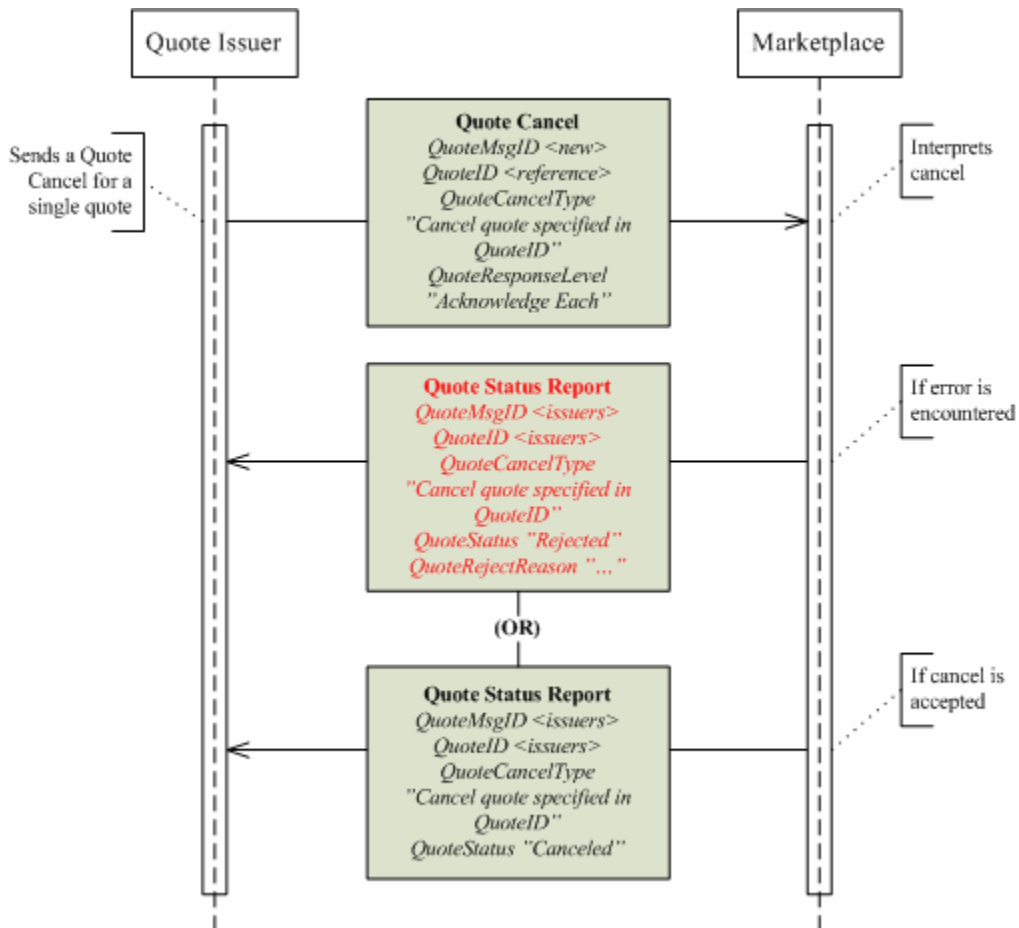 Quote Issuer
Marketplace
Sends a Quote
Cancel for a
single quote
Quote Cancel
QuoteMsgID <new>
QuoteID <reference>
QuoteCancelType
"Cancel quote specified in
QuoteID"
QuoteResponseLevel
"Acknowledge Each"
Interprets
cancel
Quote Status Report
QuoteMsgID <issuers>
QuoteID <issuers>
QuoteCancelType
"Cancel quote specified in
QuoteID"
QuoteStatus "Rejected"
QuoteRejectReason "..."
If error is
encountered
(OR)
Quote Status Report
QuoteMsgID <issuers>
QuoteID <issuers>
QuoteCancelType
"Cancel quote specified in
QuoteID"
QuoteStatus "Canceled"
If cancel is
accepted